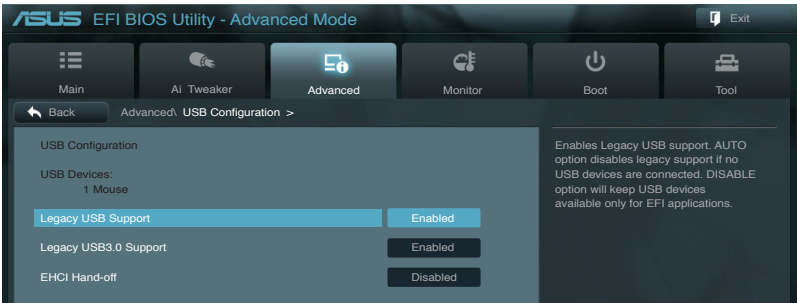 ASUS EFI BIOS Utility - Advanced Mode
Exit
Main Ai Tweaker Advanced Monitor Boot Tool
Back Advanced\ USB Configuration >
USB Configuration
USB Devices:
1 Mouse
Legacy USB Support Enabled
Legacy USB3.0 Support Enabled
EHCI Hand-off Disabled
Enables Legacy USB support. AUTO
option disables legacy support if no
USB devices are connected. DISABLE
option will keep USB devices
available only for EFI applications.